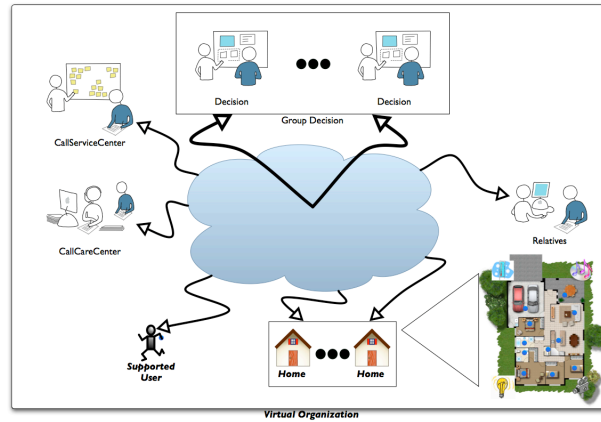 Decision
Decision
Group Decision
CallServiceCenter
CallCareCenter
Relatives
Supported
User
Home
Home
Virtual Organization